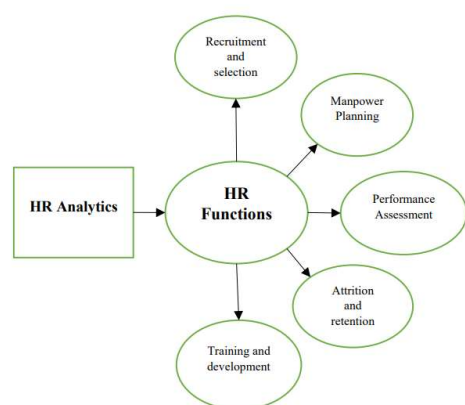 Recruitment
and
selection
Manpower
Planning
HR Analytics
HR
Functions
Performance
Assessment
Attrition
and
retention
Training and
development